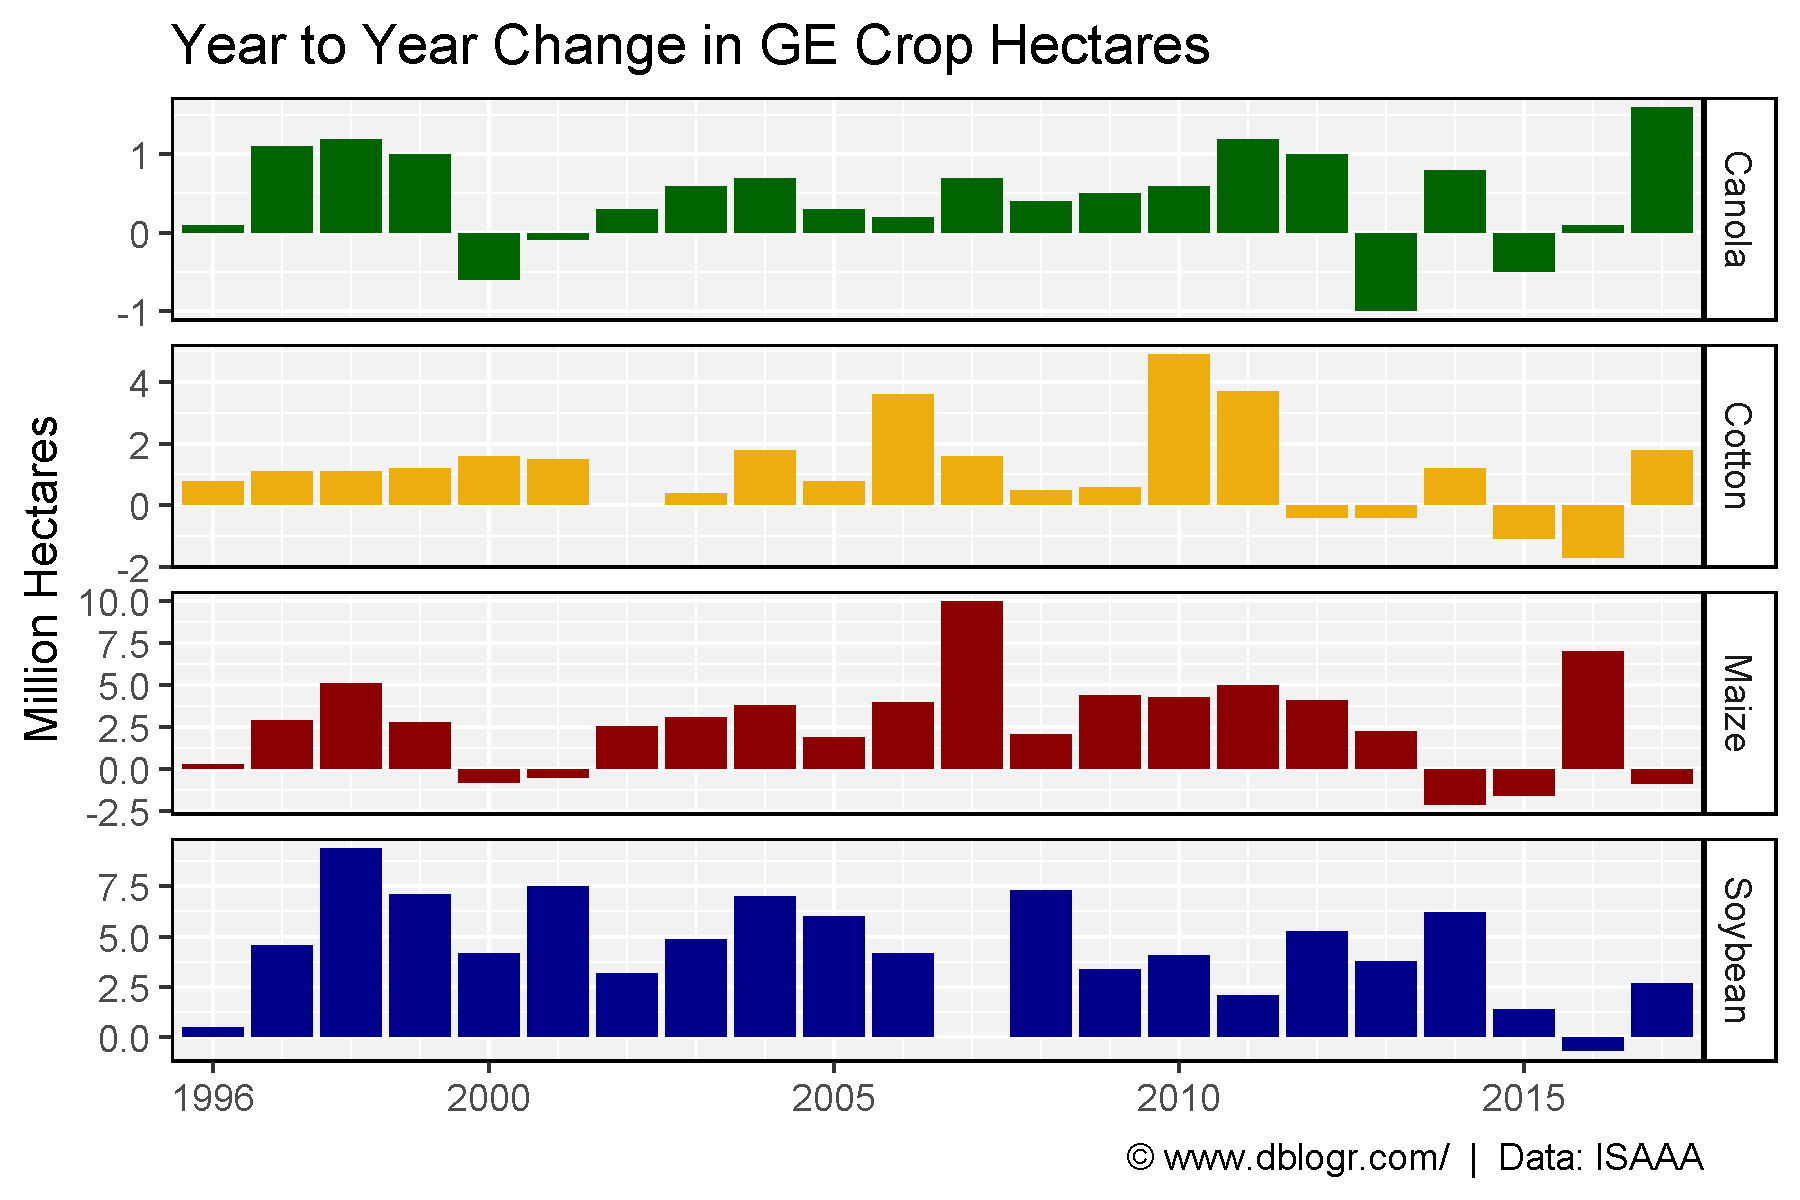 Year to Year Change in GE Crop Hectares
Million Hectares
1
0
-1
Canola
4
2
0
-2
Cotton
10.0
7.5
5.0
2.5
0.0
-2.5
Maize
7.5
5.0
2.5
0.0
Soybean
1996 2000 2005 2010 2015
© www.dblogr.com/ | Data: ISAAA